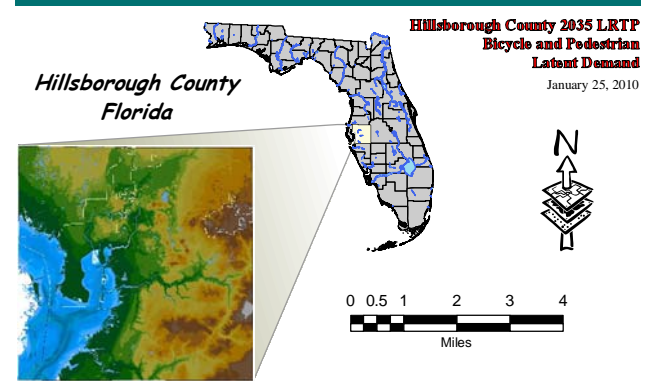 Hillsborough County 2035 LRTP
Bicycle and Pedestrian
Latent Demand
January 25, 2010
Hillsborough County
Florida
N
0 0.5 1 2 3 4
Miles